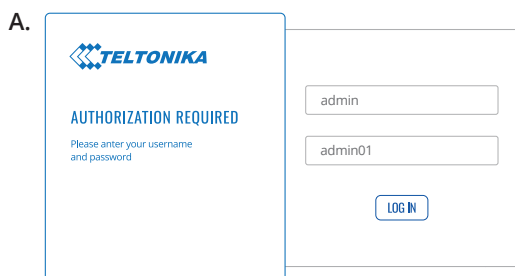 A.
TELTONIKA
AUTHORIZATION REQUIRED
Please anter your username
and password
admin
admin01
LOG IN